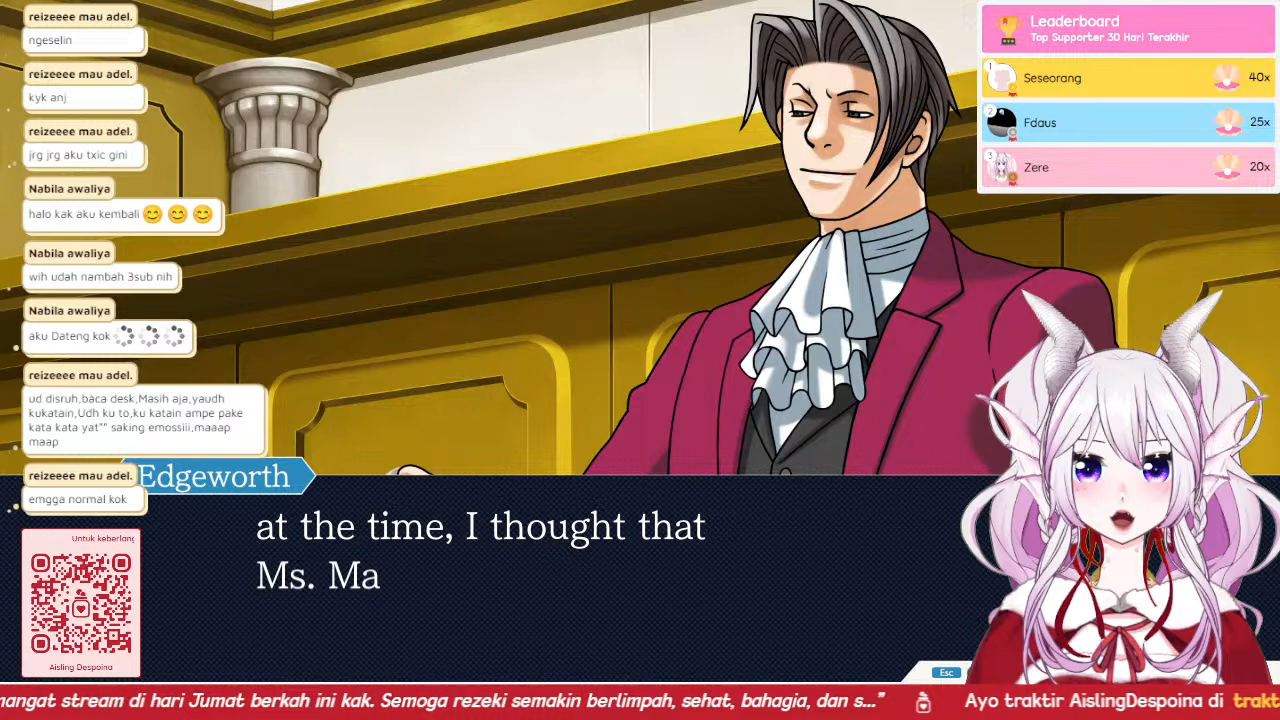 reizeeee mau adel.
ngeselin
reizeeee mau adel.
kyk anj
reizeeee mau adel.
jrg jrg aku txic gini
Nabila awaliya
halo kak aku kembali 😊 😊 😊
Nabila awaliya
wih udah nambah 3sub nih
Nabila awaliya
aku Dateng kok
reizeeee mau adel.
ud disruh,bàca desk,Masih aja,yaudh
kukatain,Udh ku to,ku katain ampe pake
kata kata yat"" saking emossiii,maaap
maap
reizeeee mau adel.
emgga normal kok
Leaderboard
Top Supporter 30 Hari Terakhir
1 Seseorang 40x
2 Fdaus 25x
3 Zere 20x
Edgeworth
at the time, I thought that
Ms. Ma
Untuk keberlang
Aisling Despoina
Esc
mangat stream di hari Jumat berkah ini kak. Semoga rezeki semakin berlimpah, sehat, bahagia, dan s..."
Ayo traktir AislingDespoina di trakt